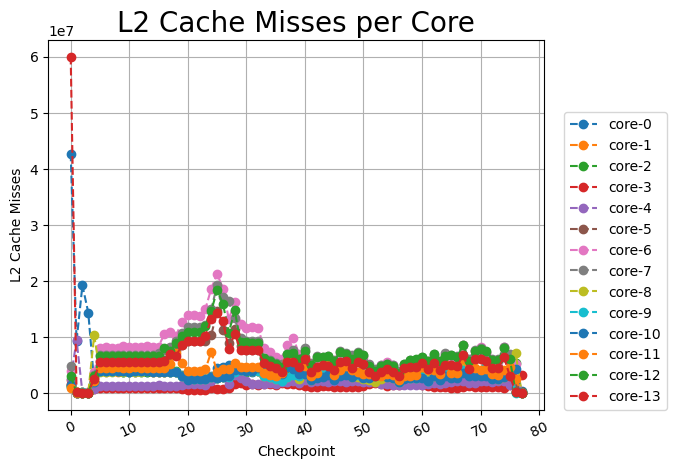 L2 Cache Misses per Core
1e7
6
5
4
3
2
1
0
L2 Cache Misses
0
10
20
30
40
50
60
70
80
Checkpoint
core-0
core-1
core-2
core-3
core-4
core-5
core-6
core-7
core-8
core-9
core-10
core-11
core-12
core-13